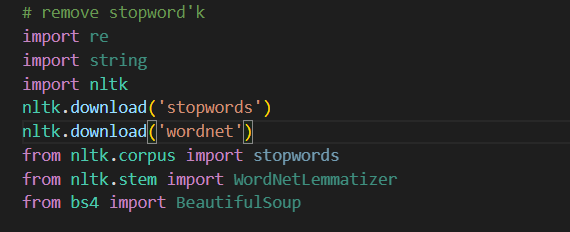 # remove stopword'k
import re
import string
import nltk
nltk.download('stopwords')
nltk.download('wordnet')
from nltk.corpus import stopwords
from nltk.stem import WordNetLemmatizer
from bs4 import BeautifulSoup